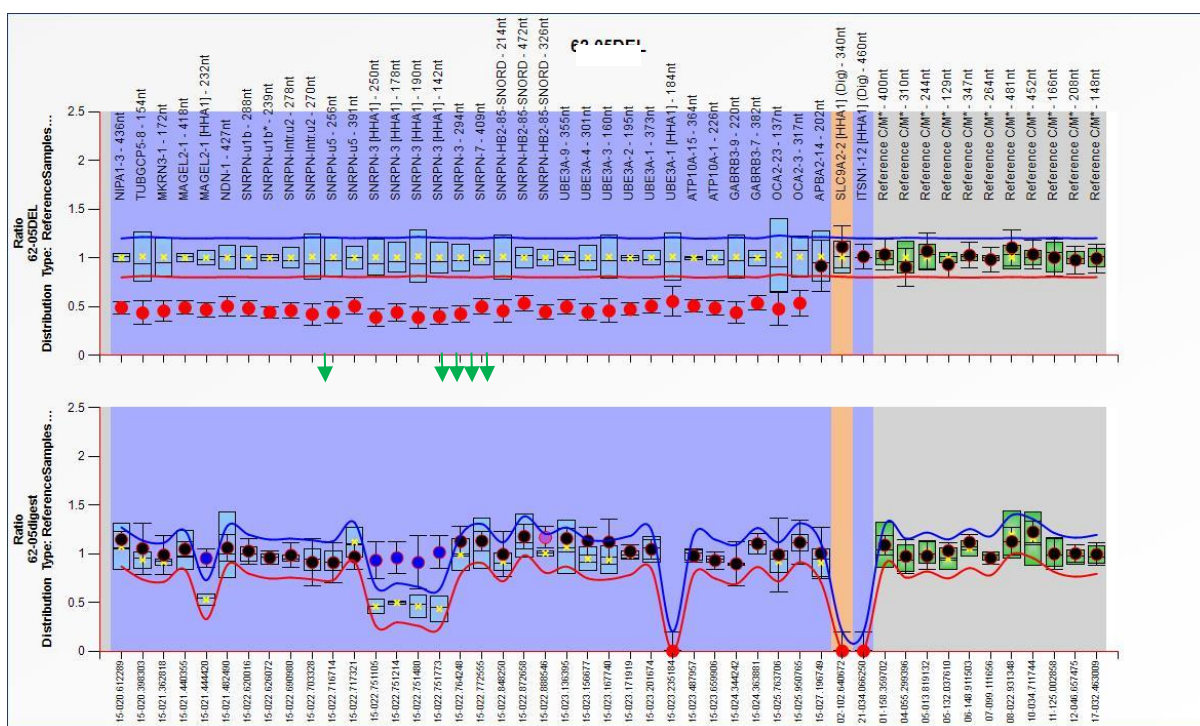 2.5
2
1.5
1
0.5
0
Ratio
62-05DEL
Distribution Type: ReferenceSamples...
NIPA1-3 - 436nt
TUBGCP5-8 - 154nt
MKRN3-1 - 172nt
MAGEL2-1 - 418nt
MAGEL2-1 [HHA1] - 232nt
NDN-1 - 427nt
SNRPN-u1b - 288nt
SNRPN-u1b* - 239nt
SNRPN-Intru2 - 278nt
SNRPN-Intru2 - 270nt
SNRPN-u5 - 256nt
SNRPN-u5 - 391nt
SNRPN-3 [HHA1] - 250nt
SNRPN-3 [HHA1] - 178nt
SNRPN-3 [HHA1] - 190nt
SNRPN-3 [HHA1] - 142nt
SNRPN-3 - 294nt
SNRPN-7 - 409nt
SNRPN-HB2-85-SNORD - 214nt
SNRPN-HB2-85-SNORD - 472nt
SNRPN-HB2-85-SNORD - 326nt
UBE3A-9 - 355nt
UBE3A-4 - 301nt
UBE3A-3 - 160nt
UBE3A-2 - 195nt
UBE3A-1 - 373nt
UBE3A-1 [HHA1] - 184nt
ATP10A-15 - 364nt
ATP10A-1 - 226nt
GABRB3-9 - 220nt
GABRB3-7 - 382nt
OCA2-23 - 137nt
OCA2-3 - 317nt
APBA2-14 - 202nt
SLC9A2-2 [HHA1] (Dig) - 340nt
ITSN1-12 [HHA1] (Dig) - 460nt
Reference C/M* - 400nt
Reference C/M* - 310nt
Reference C/M* - 244nt
Reference C/M* - 129nt
Reference C/M* - 347nt
Reference C/M* - 264nt
Reference C/M* - 481nt
Reference C/M* - 452nt
Reference C/M* - 166nt
Reference C/M* - 208nt
Reference C/M* - 148nt
2.5
2
1.5
1
0.5
0
Ratio
62-05digest
Distribution Type: ReferenceSamples...
15-020.612289
15-020.398308
15-021.362818
15-021.440355
15-021.444420
15-021.482490
15-022.620016
15-022.626072
15-022.690980
15-022.703328
15-022.716714
15-022.717321
15-022.751105
15-022.751214
15-022.751480
15-022.751773
15-022.764248
15-022.772555
15-022.848250
15-022.872658
15-022.888546
15-023.136395
15-023.156677
15-023.167740
15-023.171919
15-023.201674
15-023.235184
15-023.487957
15-023.659906
15-024.344242
15-024.363881
15-025.763706
15-025.950765
15-027.196749
02-102.640672
21-034.066250
01-158.359702
04-055.299396
05-013.819132
05-132.037610
06-148.911503
07-099.111656
08-022.931348
10-034.711744
11-125.002858
13-046.657475
17-032.463009